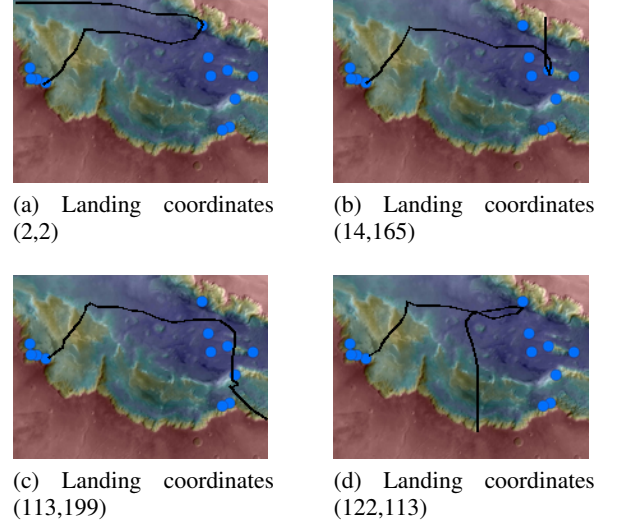 (a) Landing coordinates
(2,2)
(b) Landing coordinates
(14,165)
(c) Landing coordinates
(113,199)
(d) Landing coordinates
(122,113)